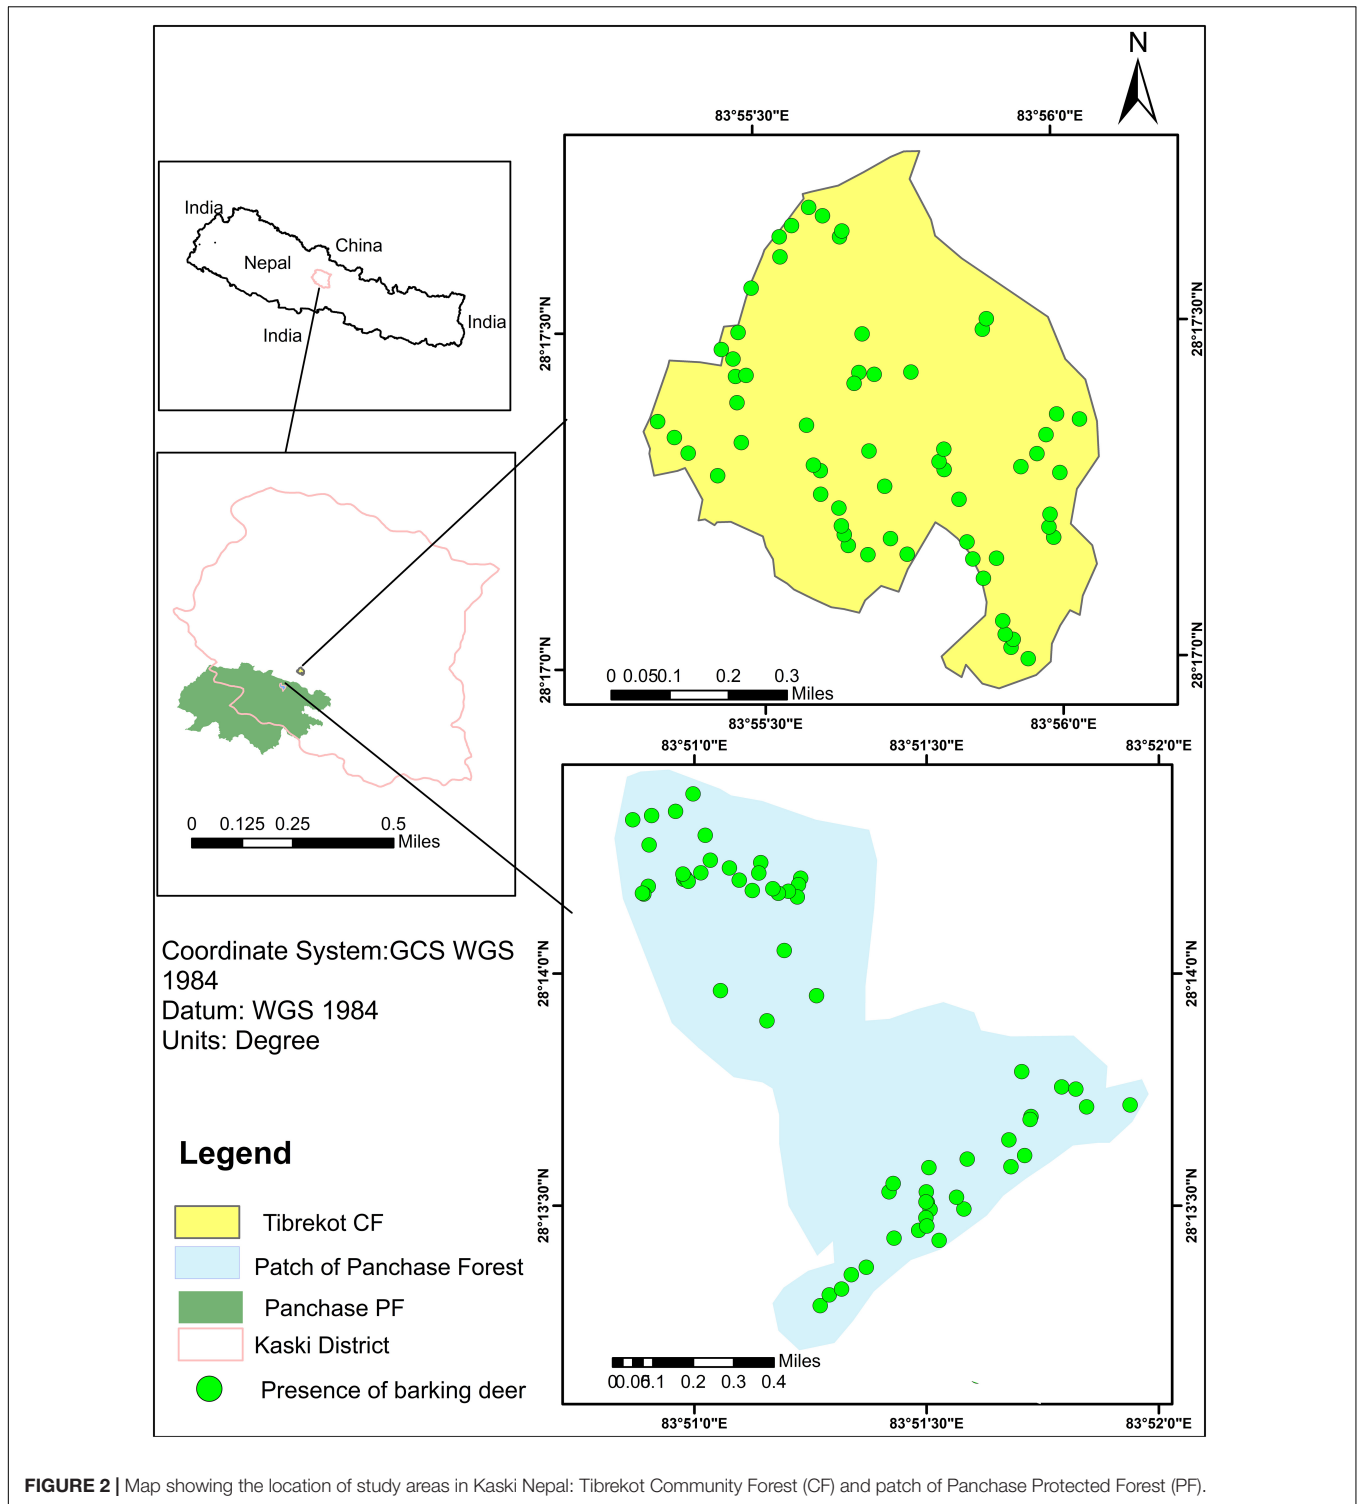 N
83°55'30"E 83°56'0"E
India
China
Nepal
India
India
28°17'30"N
28°17'30"N
28°17'0"N
28°17'0"N
0 0.050.1 0.2 0.3
Miles
83°55'30"E 83°56'0"E
83°51'0"E 83°51'30"E 83°52'0"E
0 0.125 0.25 0.5
Miles
Coordinate System:GCS WGS
1984
Datum: WGS 1984
Units: Degree
28°14'0"N
28°14'0"N
28°13'30"N
28°13'30"N
Legend
Tibrekot CF
Patch of Panchase Forest
Panchase PF
Kaski District
Presence of barking deer
Miles
0 0.05 0.1 0.2 0.3 0.4
83°51'0"E 83°51'30"E 83°52'0"E
FIGURE 2 | Map showing the location of study areas in Kaski Nepal: Tibrekot Community Forest (CF) and patch of Panchase Protected Forest (PF).